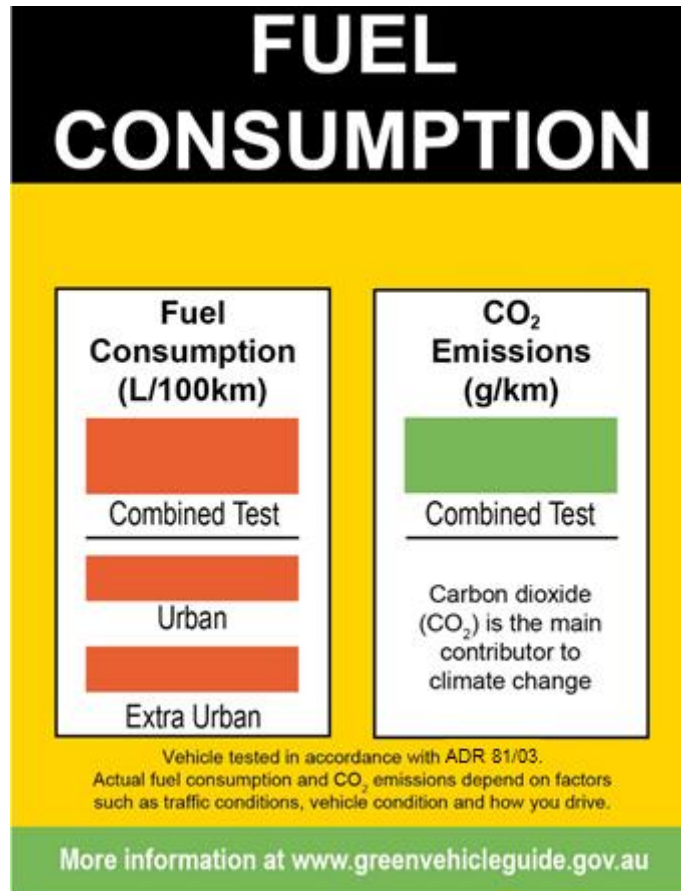 FUEL
CONSUMPTION
Fuel
Consumption
(L/100km)
Combined Test
Urban
Extra Urban
CO₂
Emissions
(g/km)
Combined Test
Carbon dioxide
(CO₂) is the main
contributor to
climate change
Vehicle tested in accordance with ADR 81/03.
Actual fuel consumption and CO₂ emissions depend on factors
such as traffic conditions, vehicle condition and how you drive.
More information at www.greenvehicleguide.gov.au